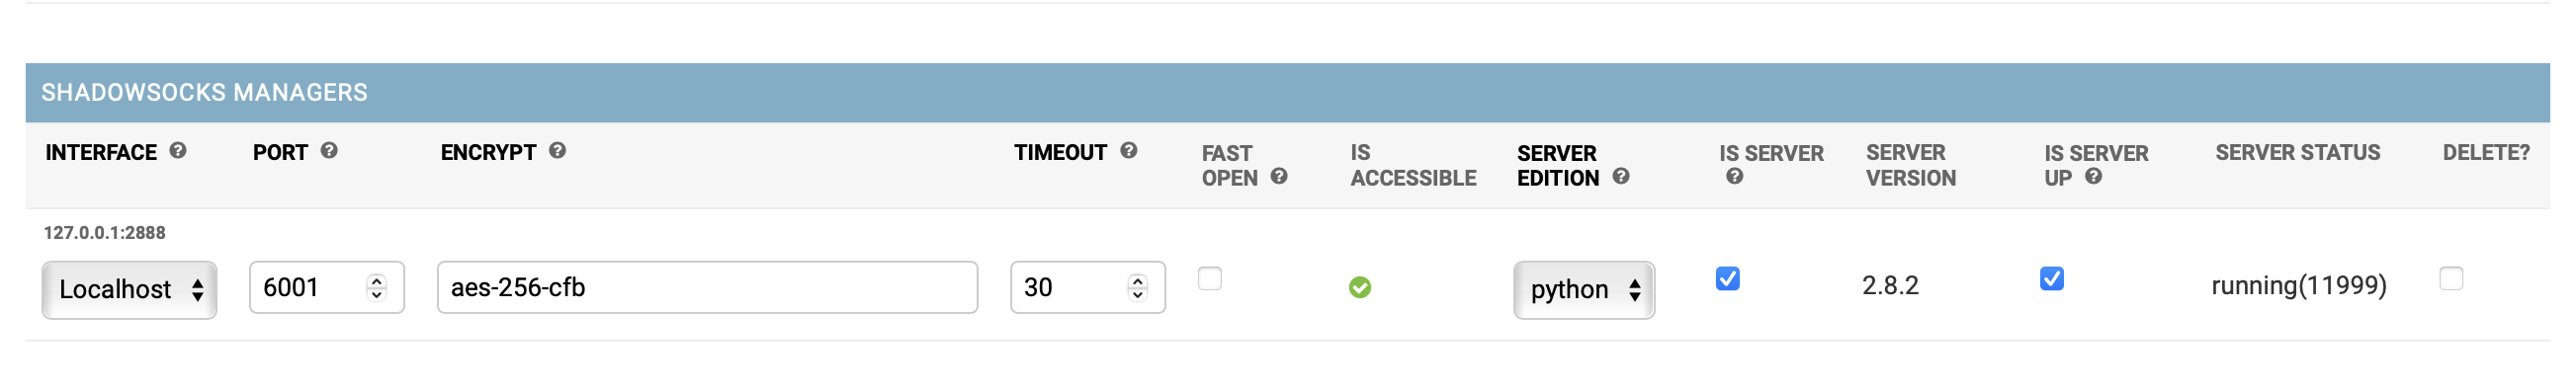 SHADOWSOCKS MANAGERS
INTERFACE PORT ENCRYPT TIMEOUT FAST OPEN IS ACCESSIBLE SERVER EDITION IS SERVER SERVER VERSION IS SERVER UP SERVER STATUS DELETE?
127.0.0.1:2888
Localhost 6001 aes-256-cfb 30 python 2.8.2 running(11999)